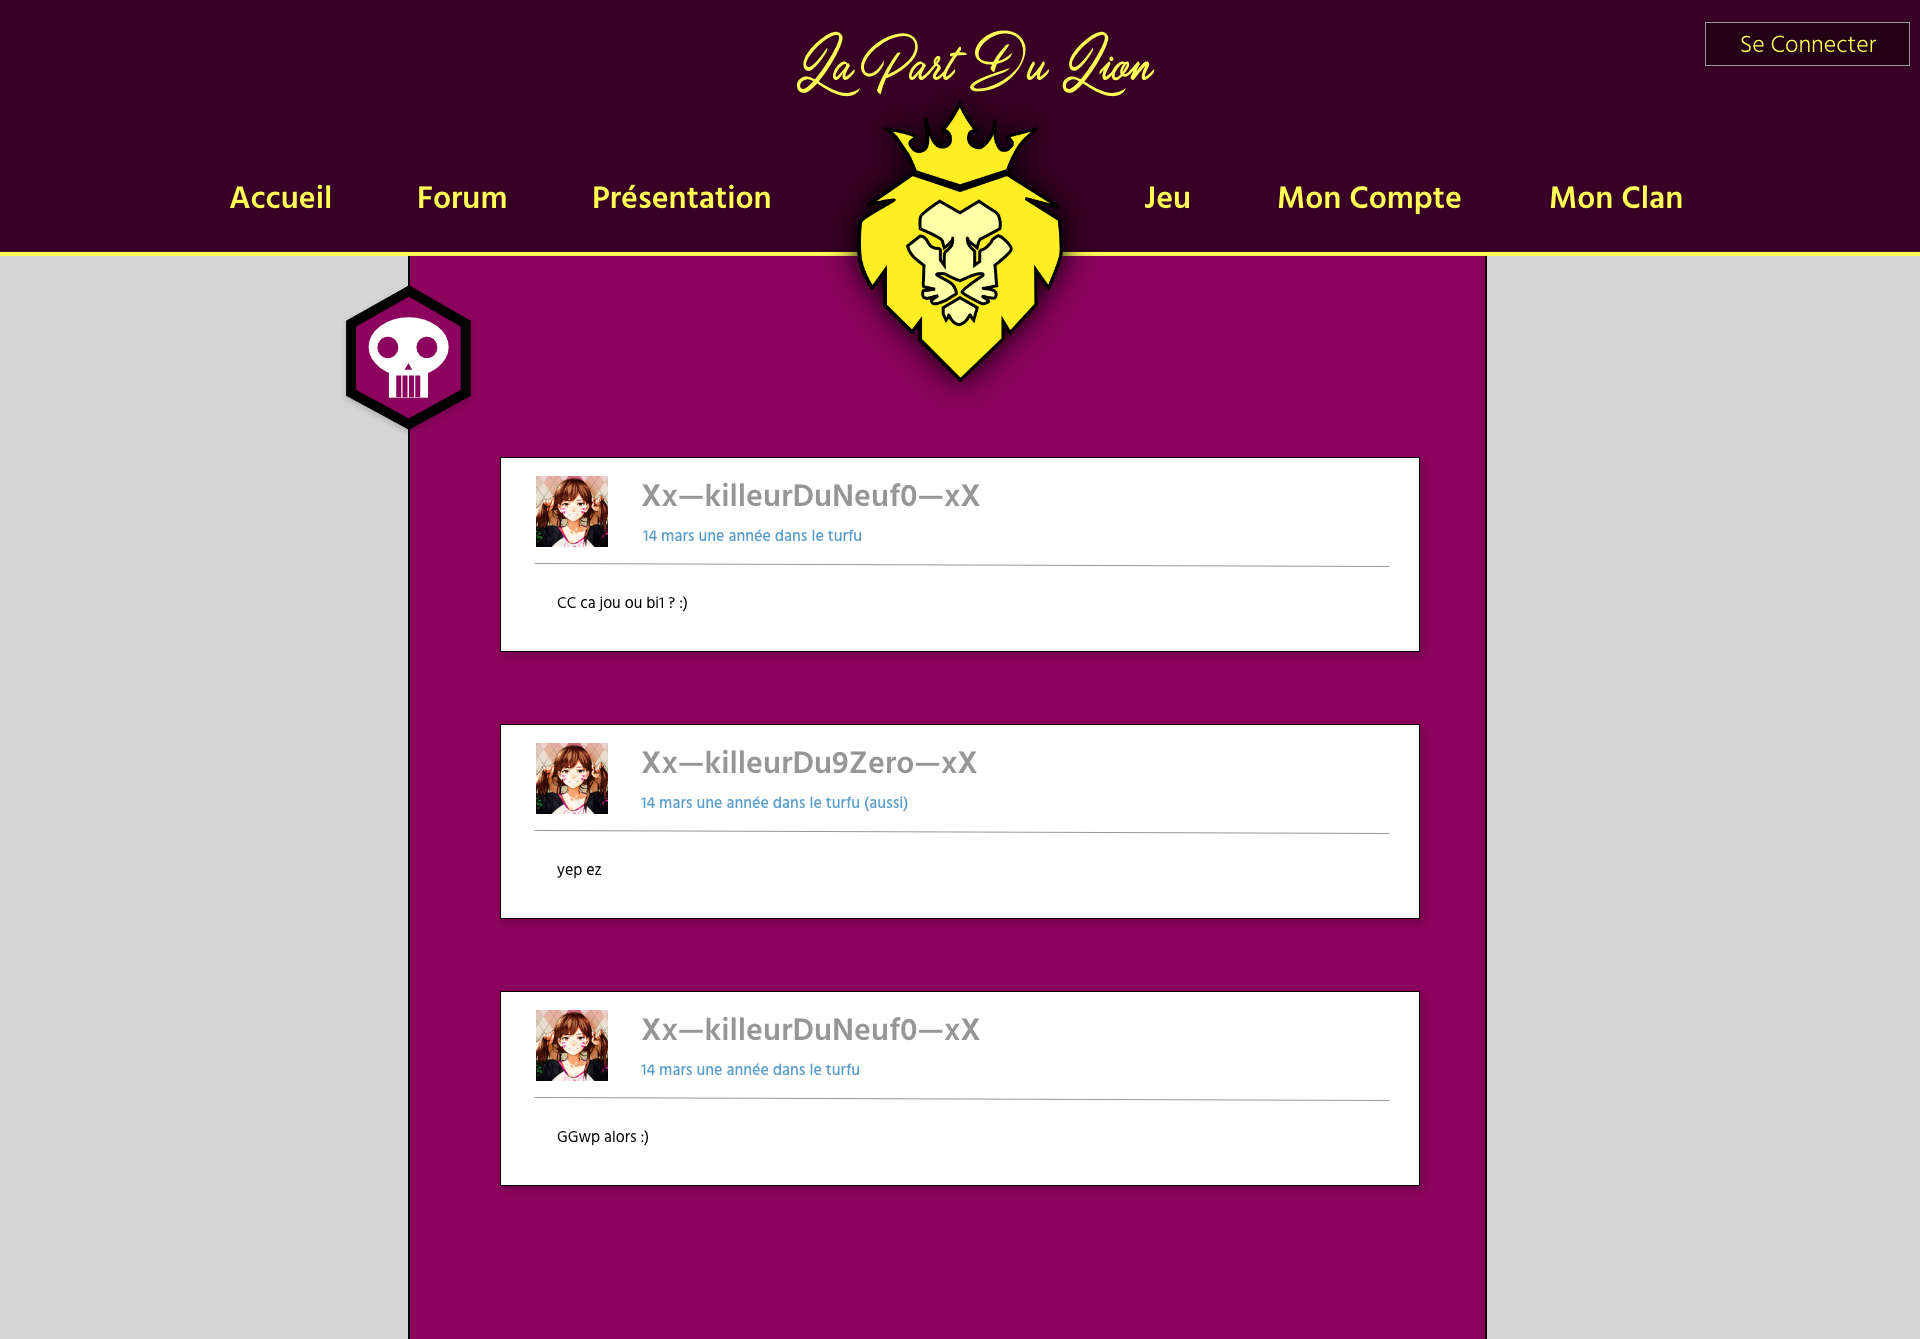 La Part Du Lion
Se Connecter
Accueil
Forum
Présentation
Jeu
Mon Compte
Mon Clan
Xx—killeurDuNeuf0—xX
14 mars une année dans le turfu
CC ca jou ou bi1 ? :)
Xx—killeurDu9Zero—xX
14 mars une année dans le turfu (aussi)
yep ez
Xx—killeurDuNeuf0—xX
14 mars une année dans le turfu
GGwp alors :)